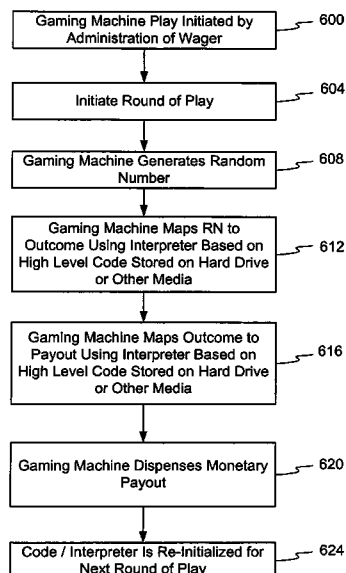 Gaming Machine Play Initiated by
Administration of Wager
600
Initiate Round of Play
604
Gaming Machine Generates Random
Number
608
Gaming Machine Maps RN to
Outcome Using Interpreter Based on
High Level Code Stored on Hard Drive
or Other Media
612
Gaming Machine Maps Outcome to
Payout Using Interpreter Based on
High Level Code Stored on Hard Drive
or Other Media
616
Gaming Machine Dispenses Monetary
Payout
620
Code / Interpreter Is Re-Initialized for
Next Round of Play
624